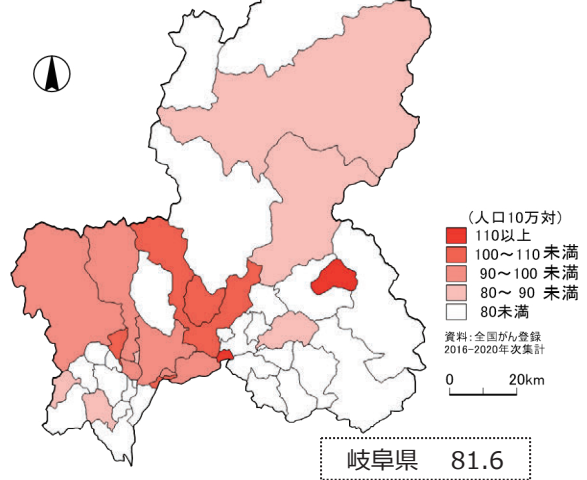 (人口10万対)
110以上
100～110 未満
90～100 未満
80～ 90 未満
80未満
資料:全国がん登録
2016-2020年次集計
0 20km
岐阜県 81.6